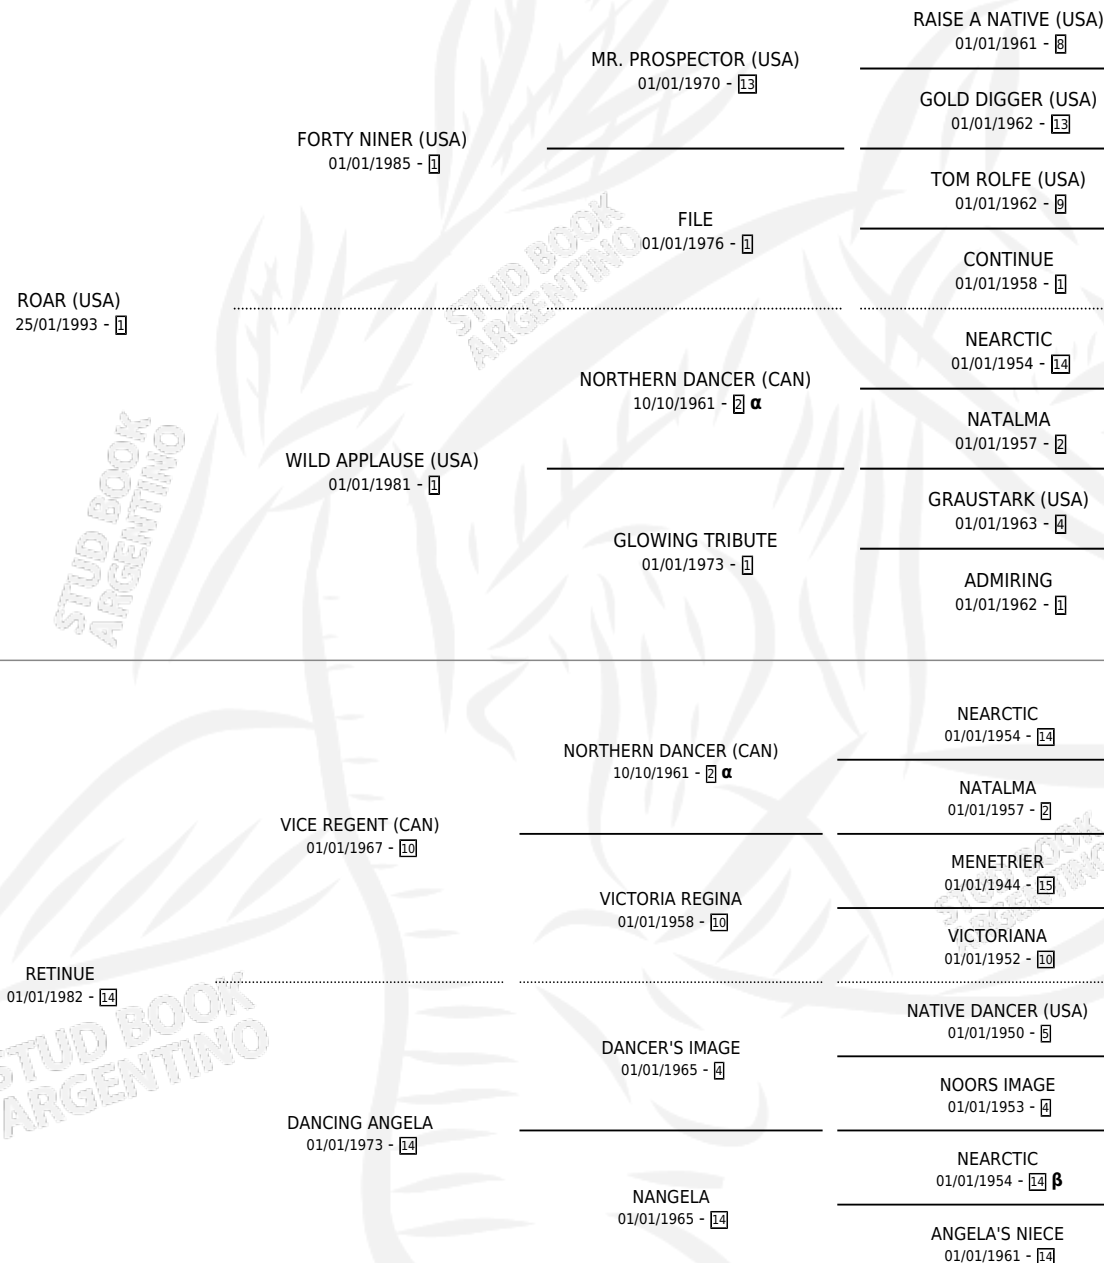 RAISE A NATIVE (USA)
01/01/1961 - 8
MR. PROSPECTOR (USA)
01/01/1970 - 13
GOLD DIGGER (USA)
01/01/1962 - 13
FORTY NINER (USA)
01/01/1985 - 1
TOM ROLFE (USA)
01/01/1962 - 9
FILE
01/01/1976 - 1
CONTINUE
01/01/1958 - 1
ROAR (USA)
25/01/1993 - 1
NEARCTIC
01/01/1954 - 14
NORTHERN DANCER (CAN)
10/10/1961 - 2 α
NATALMA
01/01/1957 - 2
WILD APPLAUSE (USA)
01/01/1981 - 1
GRAUSTARK (USA)
01/01/1963 - 4
GLOWING TRIBUTE
01/01/1973 - 1
ADMIRING
01/01/1962 - 1
NEARCTIC
01/01/1954 - 14
NORTHERN DANCER (CAN)
10/10/1961 - 2 α
NATALMA
01/01/1957 - 2
VICE REGENT (CAN)
01/01/1967 - 10
MENETRIER
01/01/1944 - 15
VICTORIA REGINA
01/01/1958 - 10
VICTORIANA
01/01/1952 - 10
RETINUE
01/01/1982 - 14
NATIVE DANCER (USA)
01/01/1950 - 5
DANCER'S IMAGE
01/01/1965 - 4
NOORS IMAGE
01/01/1953 - 4
DANCING ANGELA
01/01/1973 - 14
NEARCTIC
01/01/1954 - 14 β
NANGELA
01/01/1965 - 14
ANGELA'S NIECE
01/01/1961 - 14
STUD BOOK
ARGENTINO
STUD BOOK
ARGENTINO
STUD BOOK
ARGENTINO
STUD BOOK
ARGENTINO